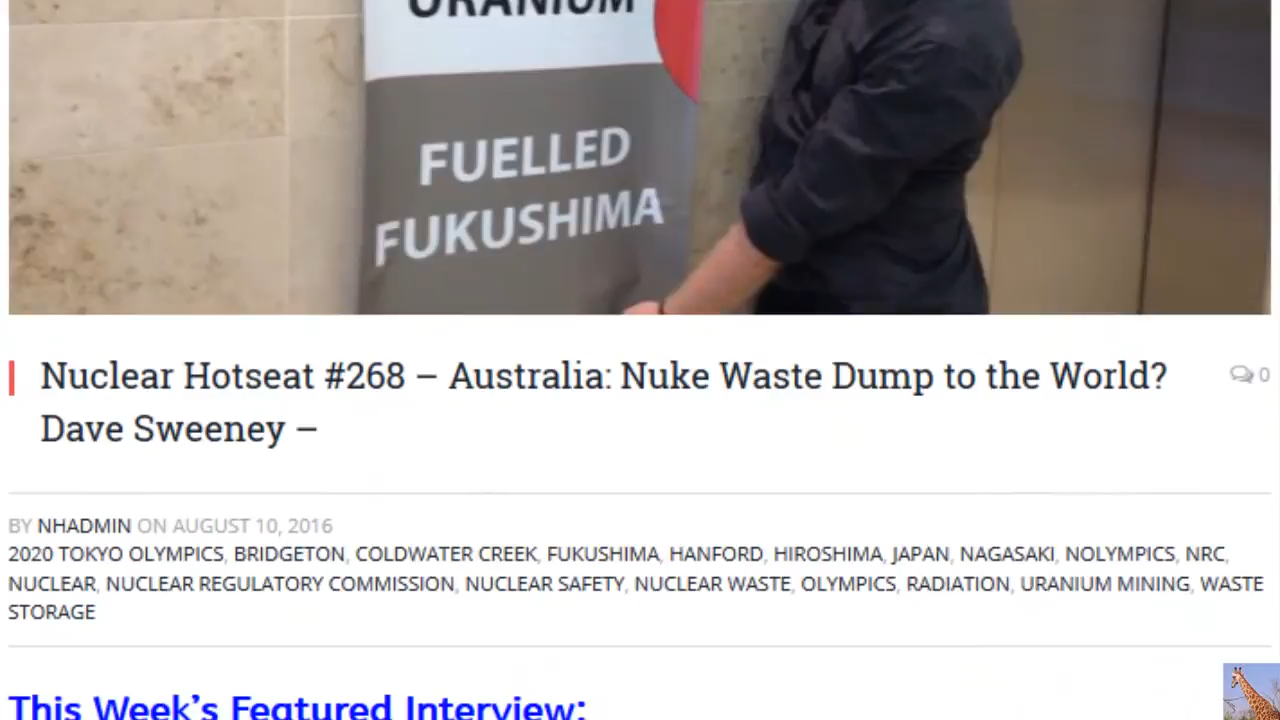 URANIUM
FUELLED
FUKUSHIMA
Nuclear Hotseat #268 – Australia: Nuke Waste Dump to the World?
0
Dave Sweeney –
BY NHADMIN ON AUGUST 10, 2016
2020 TOKYO OLYMPICS, BRIDGETON, COLDWATER CREEK, FUKUSHIMA, HANFORD, HIROSHIMA, JAPAN, NAGASAKI, NOLYMPICS, NRC,
NUCLEAR, NUCLEAR REGULATORY COMMISSION, NUCLEAR SAFETY, NUCLEAR WASTE, OLYMPICS, RADIATION, URANIUM MINING, WASTE
STORAGE
This Week's Featured Interview: